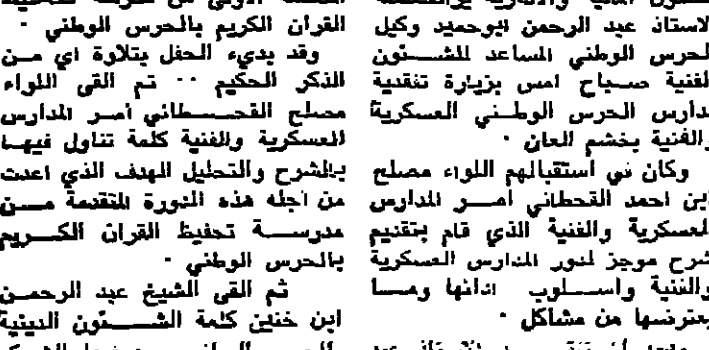 الاستاذ عبد الرحمن ابوحميد وكيل
الحرس الوطني المساعد للشئون
الفنية صباح امس بزيارة تفقدية
لمدارس الحرس الوطني العسكرية
والفنية بخشم العان .
وكان في استقبالهم اللواء مصلح
ابن احمد القحطاني امر المدارس
العسكرية والفنية الذي قام بتقديم
شرح موجز لدور المدارس العسكرية
والفنية واسلوب ادائها وما
يعترضها من مشاكل .
القران الكريم بالحرس الوطني .
وقد بديء الحفل بتلاوة اي من
الذكر الحكيم .. ثم القى اللواء
مصلح القحطاني امر المدارس
العسكرية والفنية كلمة تناول فيها
بالشرح والتحليل الهدف الذي اعدت
من اجله هذه الدورة المتقدمة من
مدرسة تحفيظ القران الكريم
بالحرس الوطني .
ثم القى الشيخ عبد الرحمن
ابن خنين كلمة الشئون الدينية